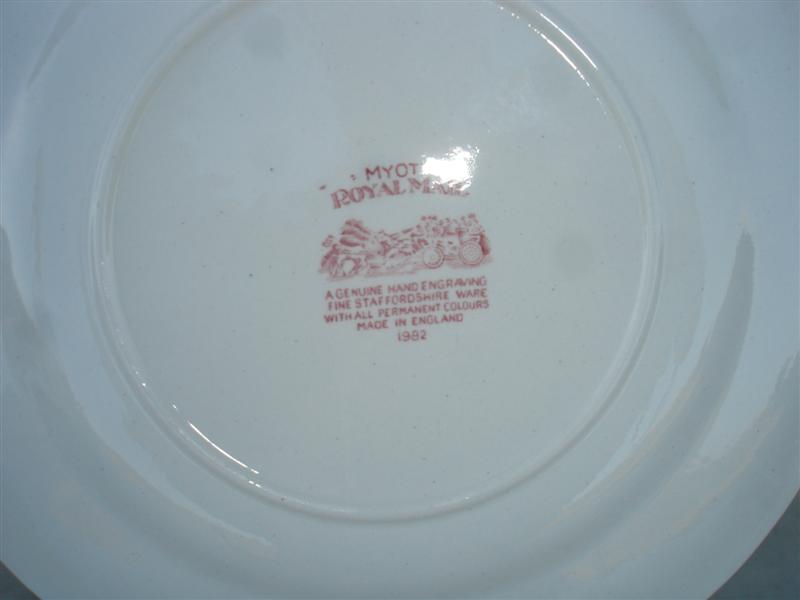 MYOTT
ROYAL MAIL
A GENUINE HAND ENGRAVING
FINE STAFFORDSHIRE WARE
WITH ALL PERMANENT COLOURS
MADE IN ENGLAND
1982